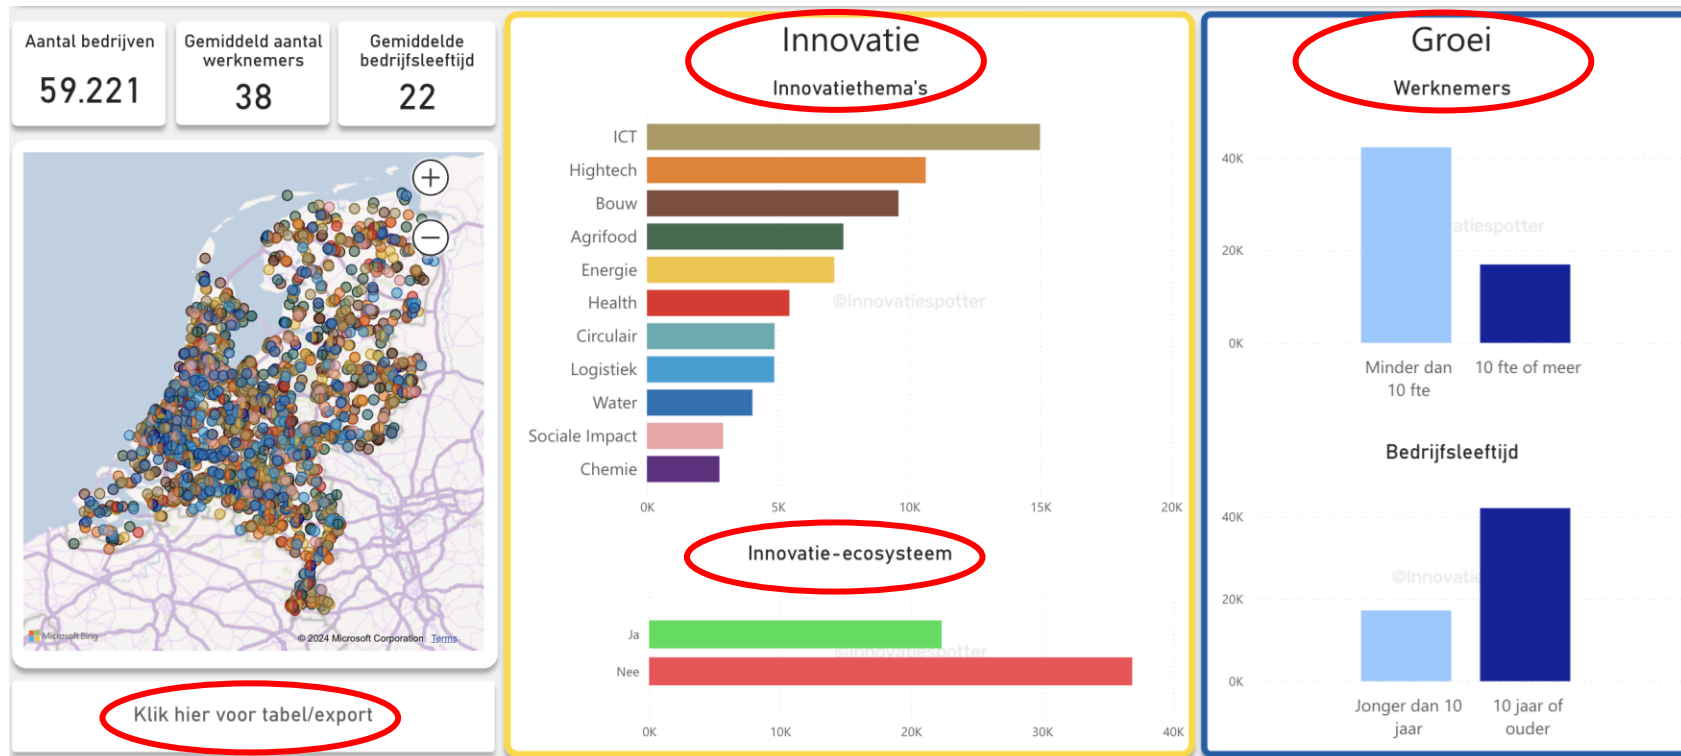 Aantal bedrijven
59.221
Gemiddeld aantal
werknemers
38
Gemiddelde
bedrijfsleeftijd
22
Microsoft Bing
© 2024 Microsoft Corporation Terms
Klik hier voor tabel/export
Innovatie
Innovatiethema's
ICT
Hightech
Bouw
Agrifood
Energie
Health
Circulair
Logistiek
Water
Sociale Impact
Chemie
©Innovatiespotter
0K 5K 10K 15K 20K
Innovatie-ecosysteem
Ja
Nee
©Innovatiespotter
0K 10K 20K 30K 40K
Groei
Werknemers
40K
atiespotter
20K
0K
Minder dan
10 fte
10 fte of meer
Bedrijfsleeftijd
40K
©Innovatie
20K
0K
Jonger dan 10
jaar
10 jaar of
ouder